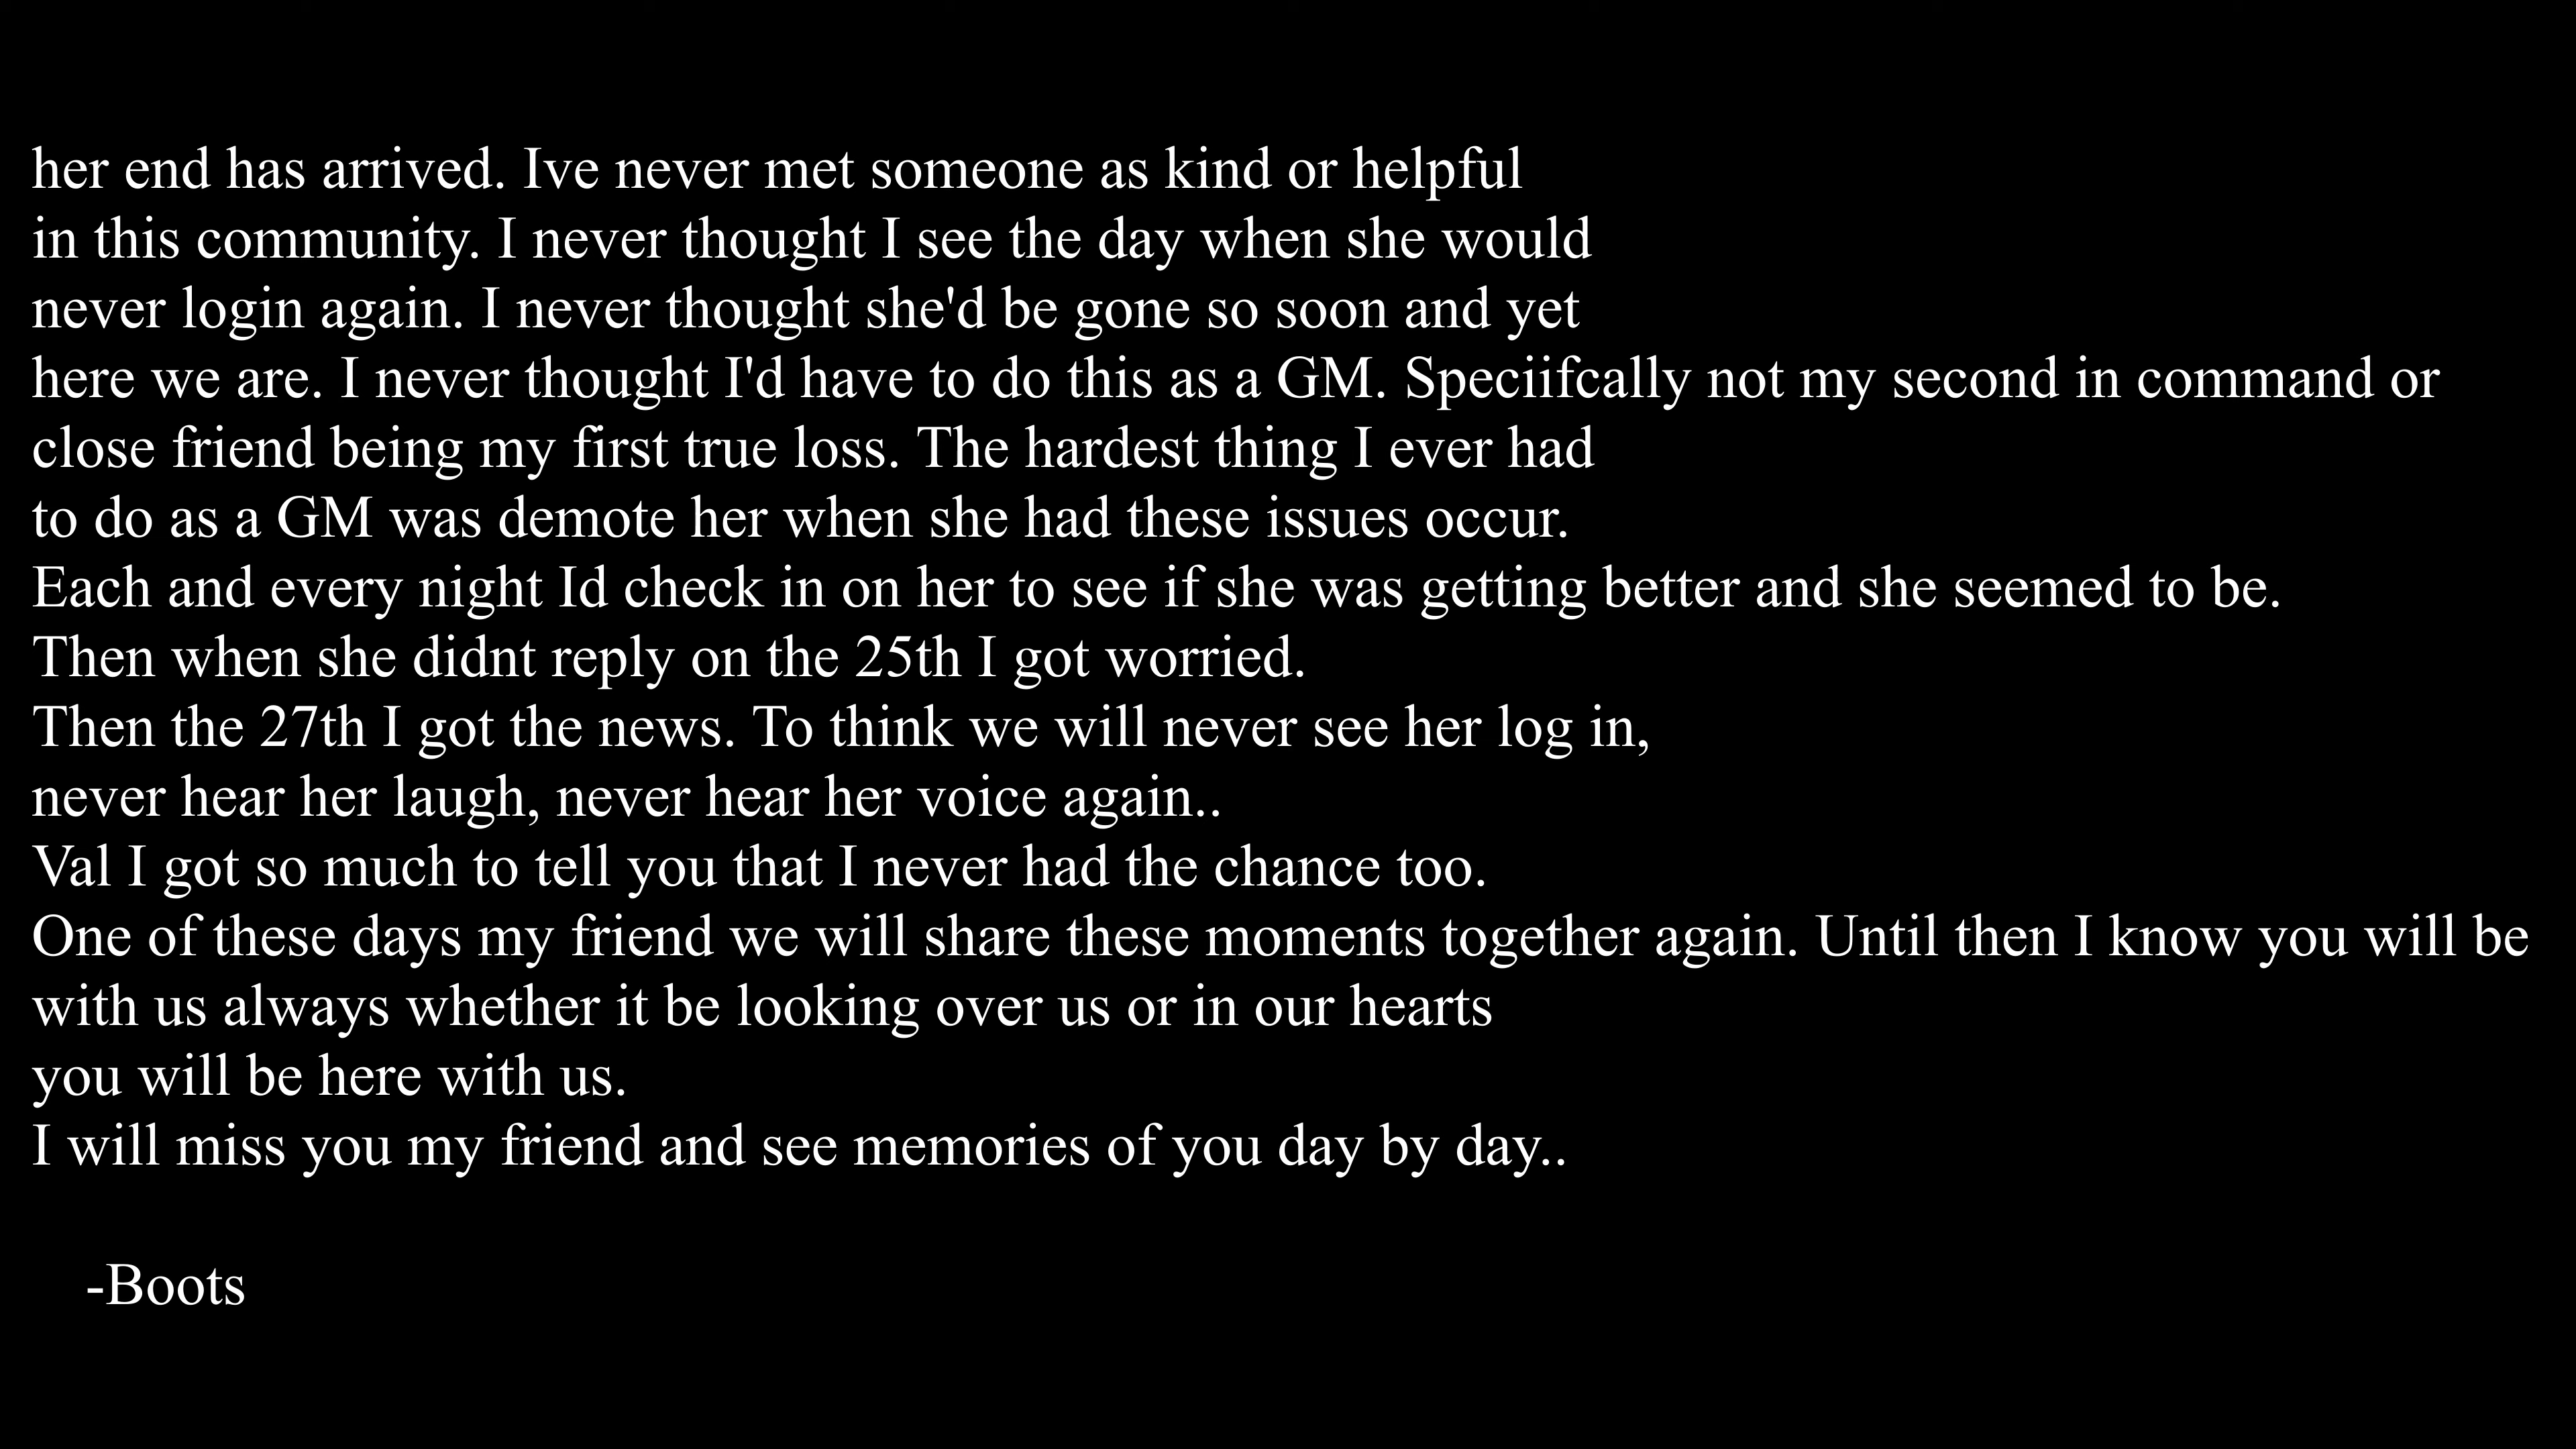 her end has arrived. Ive never met someone as kind or helpful
in this community. I never thought I see the day when she would
never login again. I never thought she'd be gone so soon and yet
here we are. I never thought I'd have to do this as a GM. Speciifcally not my second in command or
close friend being my first true loss. The hardest thing I ever had
to do as a GM was demote her when she had these issues occur.
Each and every night Id check in on her to see if she was getting better and she seemed to be.
Then when she didnt reply on the 25th I got worried.
Then the 27th I got the news. To think we will never see her log in,
never hear her laugh, never hear her voice again..
Val I got so much to tell you that I never had the chance too.
One of these days my friend we will share these moments together again. Until then I know you will be
with us always whether it be looking over us or in our hearts
you will be here with us.
I will miss you my friend and see memories of you day by day..
-Boots